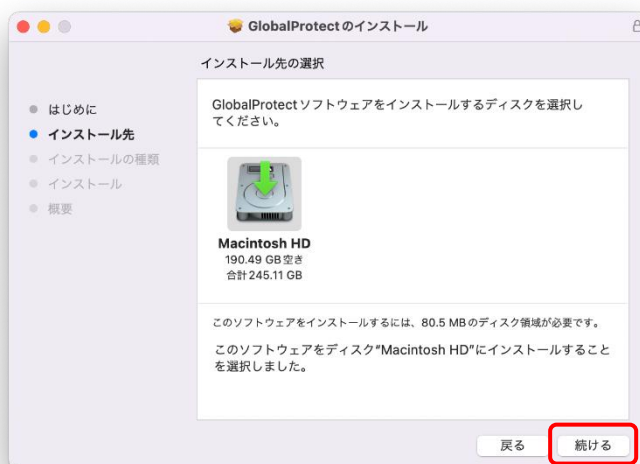 GlobalProtectのインストール
インストール先の選択
はじめに
インストール先
インストールの種類
インストール
概要
GlobalProtectソフトウェアをインストールするディスクを選択し
てください。
Macintosh HD
190.49 GB空き
合計245.11 GB
このソフトウェアをインストールするには、80.5 MBのディスク領域が必要です。
このソフトウェアをディスク“Macintosh HD”にインストールすること
を選択しました。
戻る
続ける